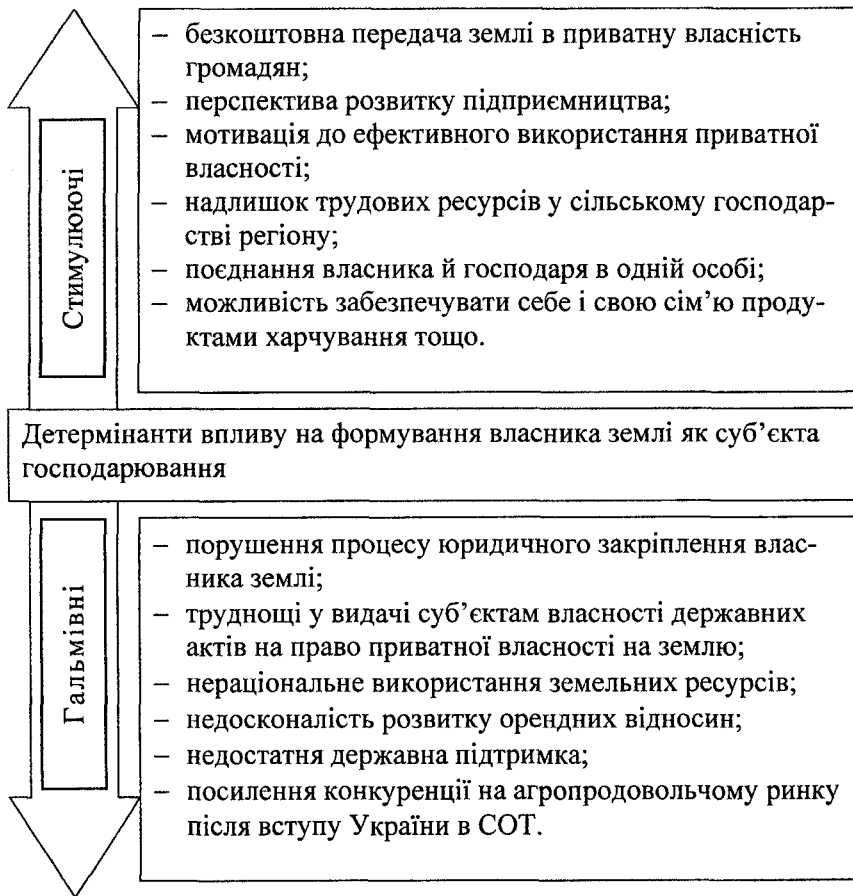 Стимулюючі
– безкоштовна передача землі в приватну власність
громадян;
– перспектива розвитку підприємництва;
– мотивація до ефективного використання приватної
власності;
– надлишок трудових ресурсів у сільському господар-
стві регіону;
– поєднання власника й господаря в одній особі;
– можливість забезпечувати себе і свою сім’ю проду-
ктами харчування тощо.
Детермінанти впливу на формування власника землі як суб’єкта
господарювання
Гальмівні
– порушення процесу юридичного закріплення влас-
ника землі;
– труднощі у видачі суб’єктам власності державних
актів на право приватної власності на землю;
– нераціональне використання земельних ресурсів;
– недосконалість розвитку орендних відносин;
– недостатня державна підтримка;
– посилення конкуренції на агропродовольчому ринку
після вступу України в СОТ.